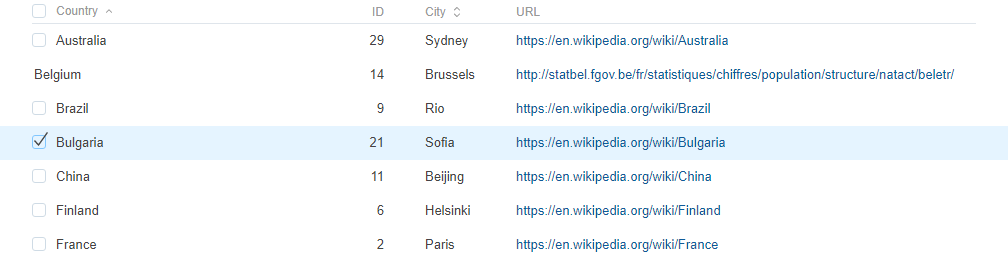 Country ID City URL
Australia 29 Sydney https://en.wikipedia.org/wiki/Australia
Belgium 14 Brussels http://statbel.fgov.be/fr/statistiques/chiffres/population/structure/natact/beletr/
Brazil 9 Rio https://en.wikipedia.org/wiki/Brazil
Bulgaria 21 Sofia https://en.wikipedia.org/wiki/Bulgaria
China 11 Beijing https://en.wikipedia.org/wiki/China
Finland 6 Helsinki https://en.wikipedia.org/wiki/Finland
France 2 Paris https://en.wikipedia.org/wiki/France